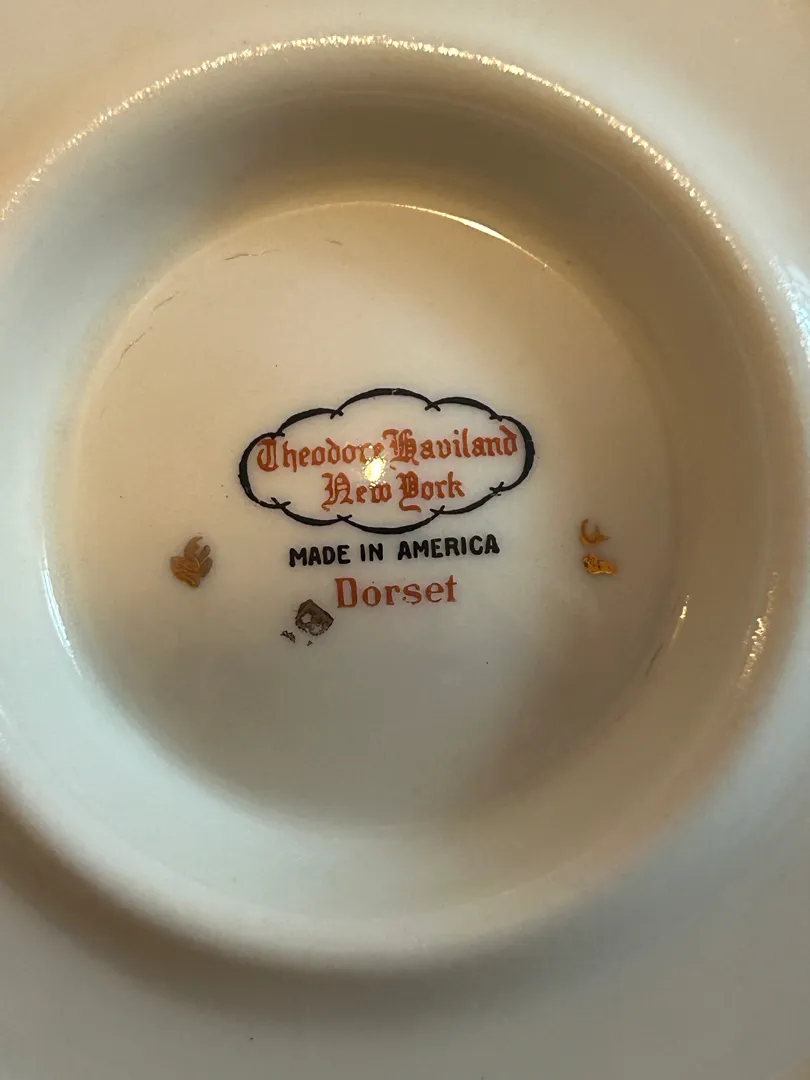 Theodore Haviland
New York
MADE IN AMERICA
Dorset